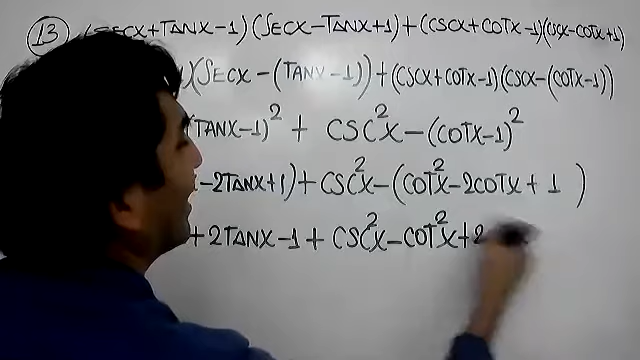 13) (SECX+TANX-1)(SECX-TANX+1)+(CSCX+COTX-1)(CSCX-COTX+1)
)(SECX-(TANX-1))+(CSCX+COTX-1)(CSCX-(COTX-1))
(TANX-1)²+CSC²X-(COTX-1)²
-2TANX+1)+CSC²X-(COT²X-2COTX+1)
+2TANX-1+CSC²X-COT²X+2